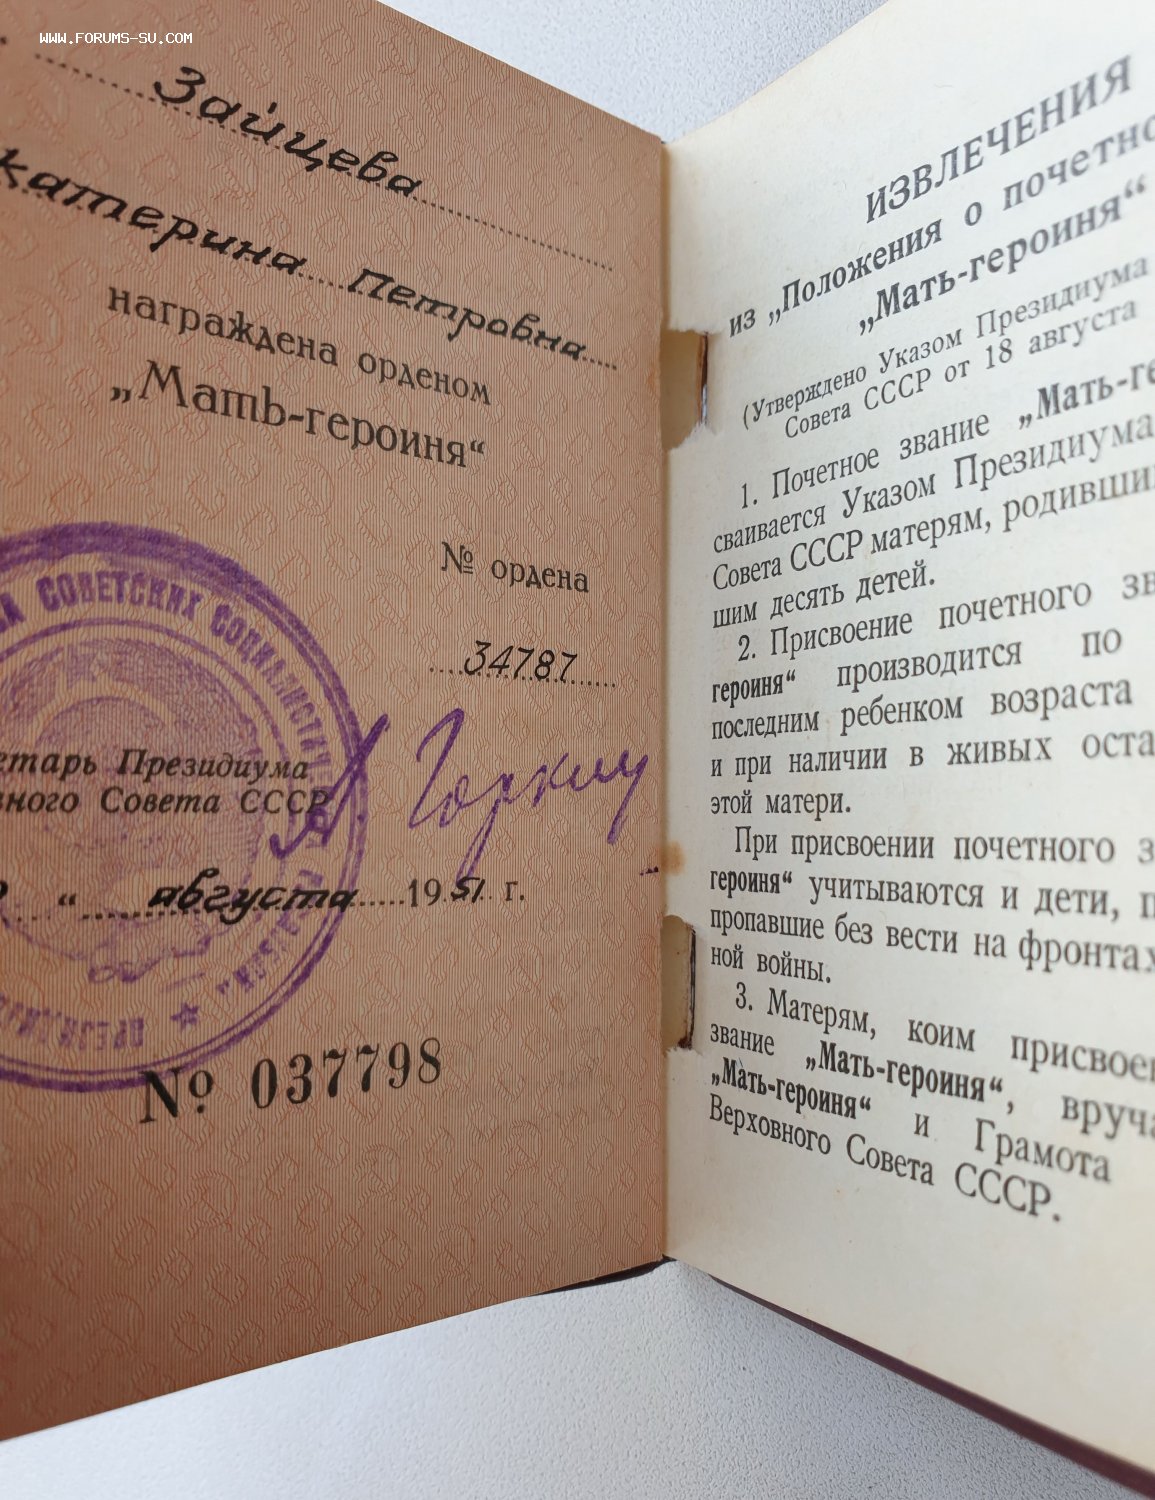 WWW.FORUMS-SU.COM
Зайцева
катерина Петровна
награждена орденом
„Мать-героиня“
№ ордена
34787
СОВЕТСКИХ СОЦИАЛИСТИЧЕ
етарь Президиума
вного Совета СССР
А Горкин
“ августа 1951 г.
№ 037798
ИЗВЛЕЧЕНИЯ
из „Положения о почетно
„Мать-героиня“
(Утверждено Указом Президиума
Совета СССР от 18 августа
1. Почетное звание „Мать-ге
сваивается Указом Президиума
Совета СССР матерям, родивши
шим десять детей.
2. Присвоение почетного зв
героиня“ производится по
последним ребенком возраста
и при наличии в живых оста
этой матери.
При присвоении почетного з
героиня“ учитываются и дети, п
пропавшие без вести на фронтах
ной войны.
3. Матерям, коим присвоен
звание „Мать-героиня“, вруча
„Мать-героиня“ и Грамота
Верховного Совета СССР.